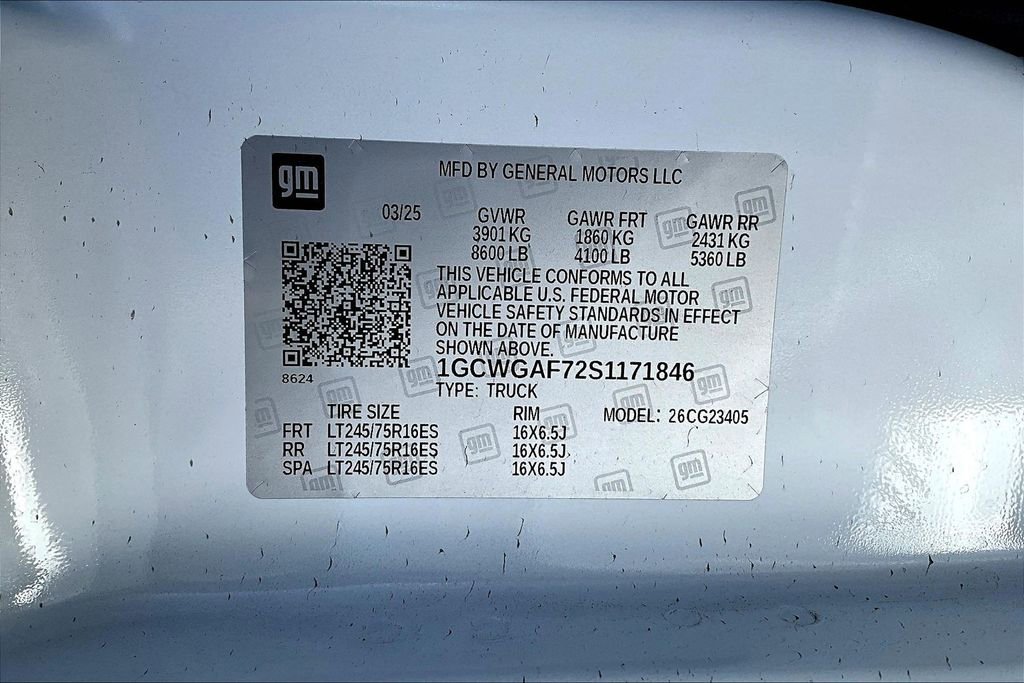 gm
MFD BY GENERAL MOTORS LLC
03/25 GVWR GAWR FRT GAWR RR
3901 KG 1860 KG 2431 KG
8600 LB 4100 LB 5360 LB
THIS VEHICLE CONFORMS TO ALL
APPLICABLE U.S. FEDERAL MOTOR
VEHICLE SAFETY STANDARDS IN EFFECT
ON THE DATE OF MANUFACTURE
SHOWN ABOVE.
1GCWGAF72S1171846
8624
TYPE: TRUCK
TIRE SIZE RIM MODEL: 26CG23405
FRT LT245/75R16ES 16X6.5J
RR LT245/75R16ES 16X6.5J
SPA LT245/75R16ES 16X6.5J